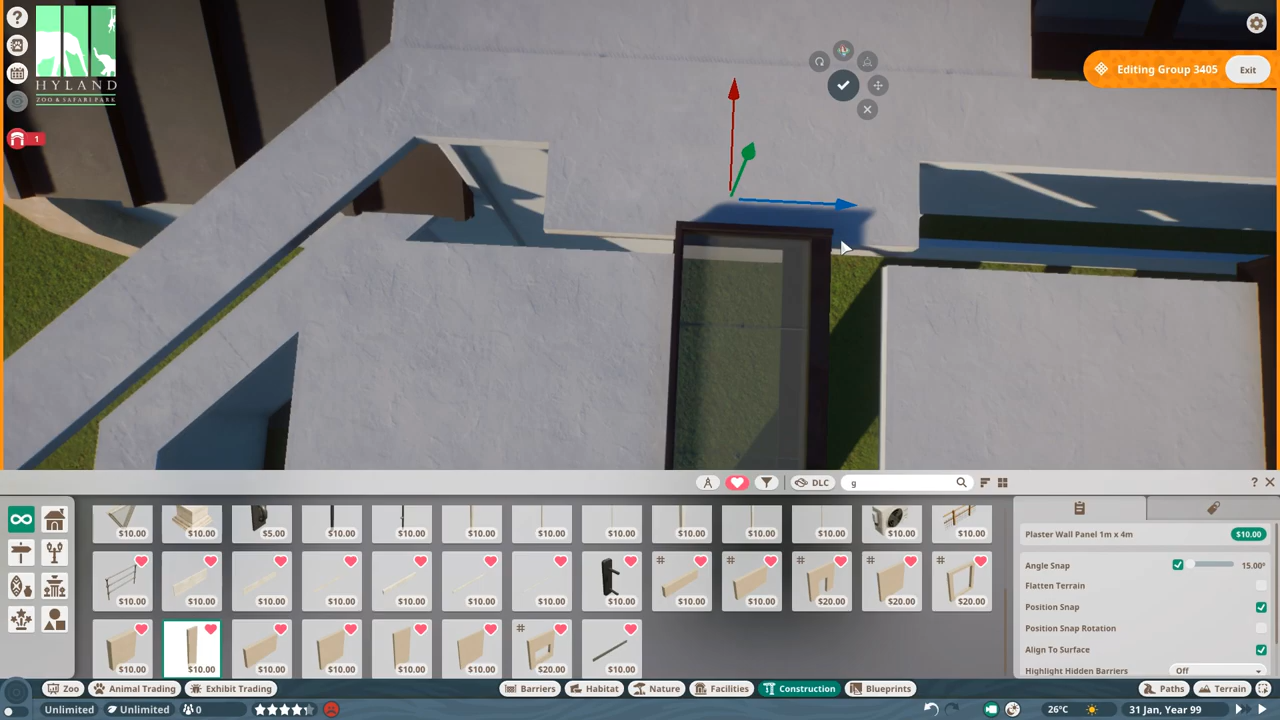 HYLAND
ZOO & SAFARI PARK
1
Editing Group 3405
Exit
DLC
g
$10.00 $10.00 $5.00 $10.00 $10.00 $10.00 $10.00 $10.00 $10.00 $10.00 $10.00 $10.00 $10.00
$10.00 $10.00 $10.00 $10.00 $10.00 $10.00 $10.00 $10.00 $10.00 $10.00 $20.00 $10.00 $20.00
$10.00 $10.00 $10.00 $10.00 $10.00 $10.00 $20.00 $10.00
Plaster Wall Panel 1m x 4m $10.00
Angle Snap 15.00°
Flatten Terrain
Position Snap
Position Snap Rotation
Align To Surface
Highlight Hidden Barriers Off
Zoo Animal Trading Exhibit Trading Barriers Habitat Nature Facilities Construction Blueprints Paths Terrain
Unlimited Unlimited 0 26°C 31 Jan, Year 99